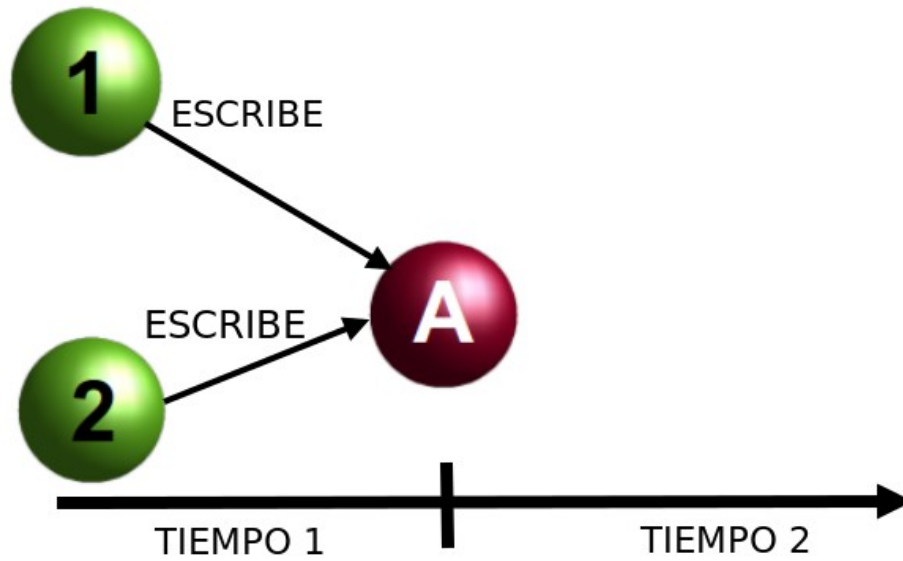 1
ESCRIBE
A
ESCRIBE
2
TIEMPO 1
TIEMPO 2